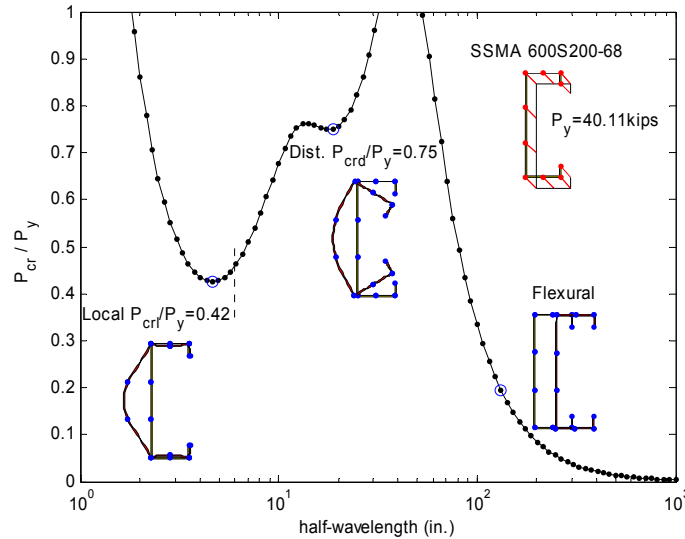 1
0.9
0.8
0.7
0.6
0.5
0.4
0.3
0.2
0.1
0
P_cr / P_y
SSMA 600S200-68
P_y=40.11kips
Dist. P_crd/P_y=0.75
Local P_crl/P_y=0.42
Flexural
10^0
10^1
10^2
10^3
half-wavelength (in.)